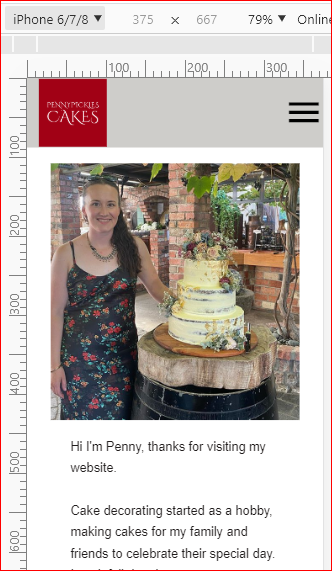 iPhone 6/7/8 ▼ 375 × 667 79% ▼ Online
100 200 300
100
200
300
400
500
600
PENNYPICKLES
CAKES
Hi I'm Penny, thanks for visiting my
website.
Cake decorating started as a hobby,
making cakes for my family and
friends to celebrate their special day.